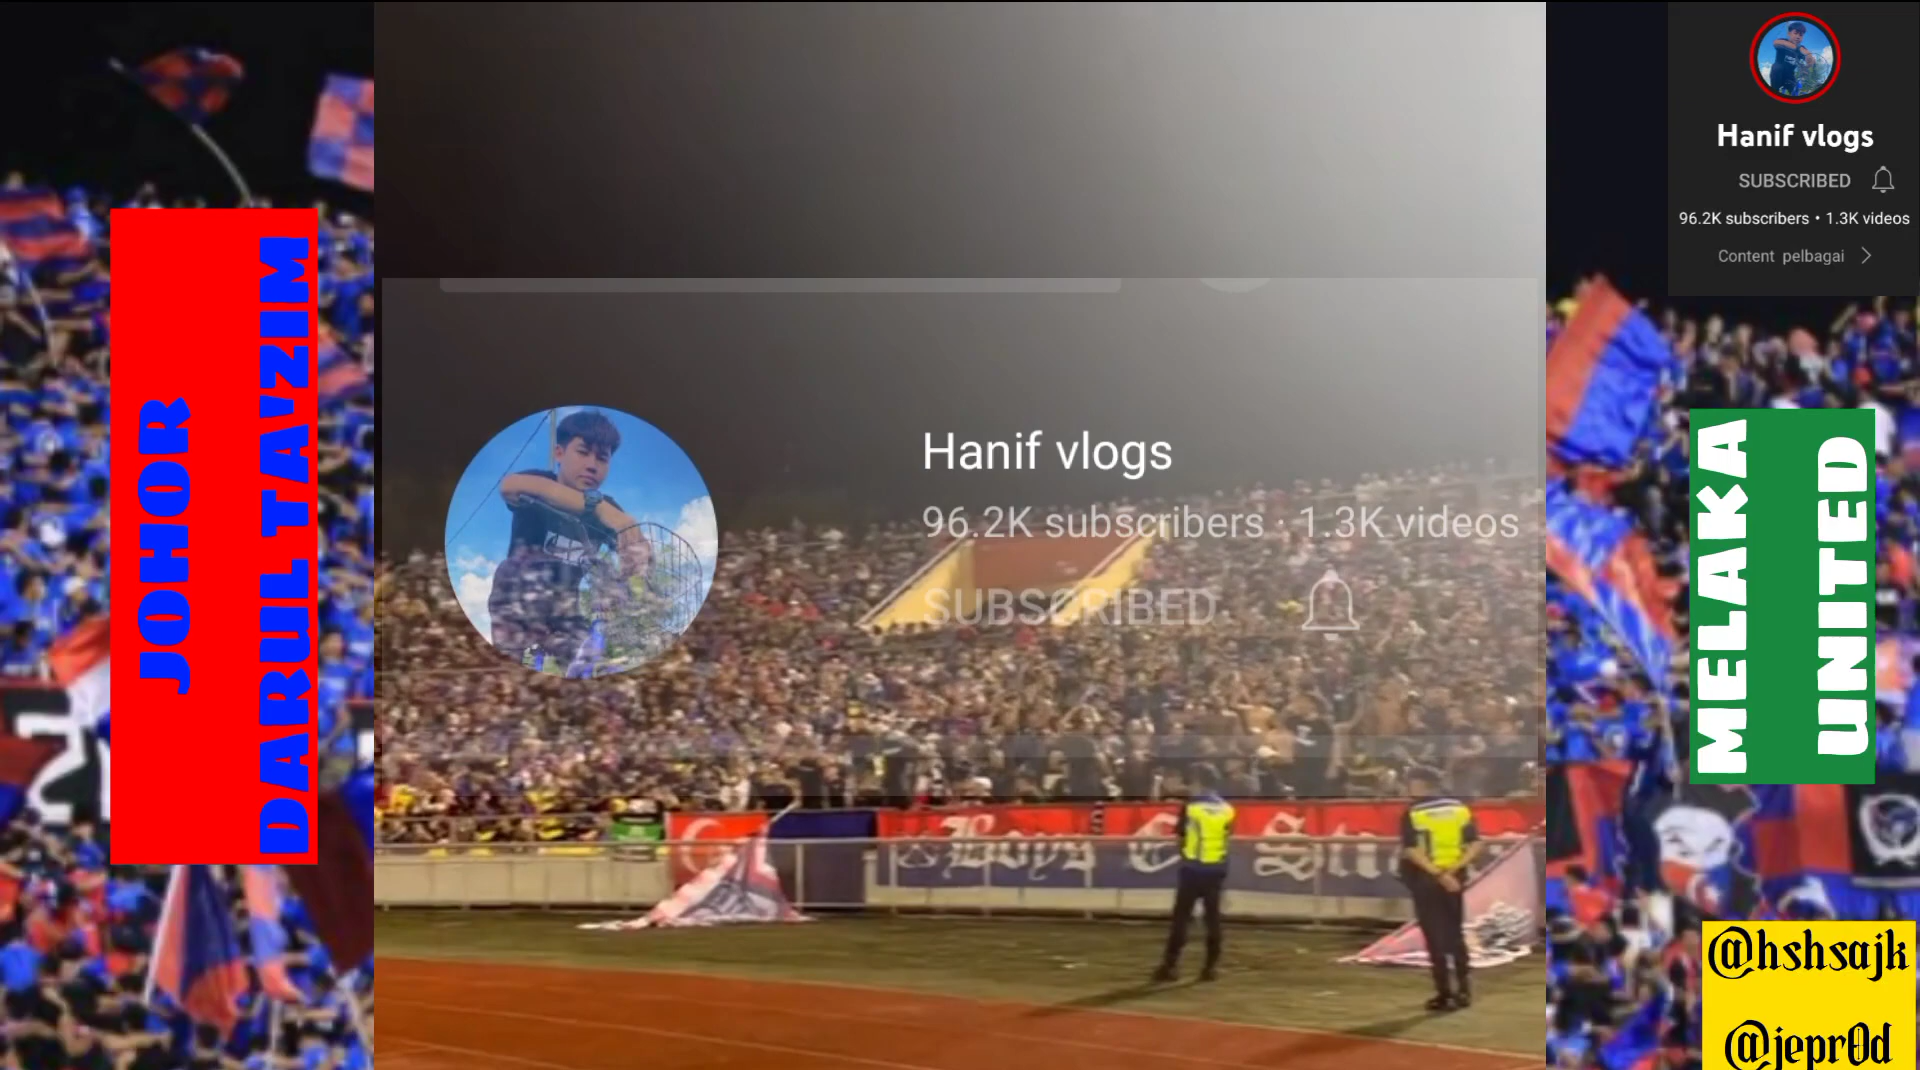 JOHOR
DARUL TA'ZIM
Hanif vlogs
96.2K subscribers · 1.3K videos
SUBSCRIBED
Boys
Hanif vlogs
SUBSCRIBED
96.2K subscribers • 1.3K videos
Content pelbagai
MELAKA
UNITED
@hshsajk
@jepr0d